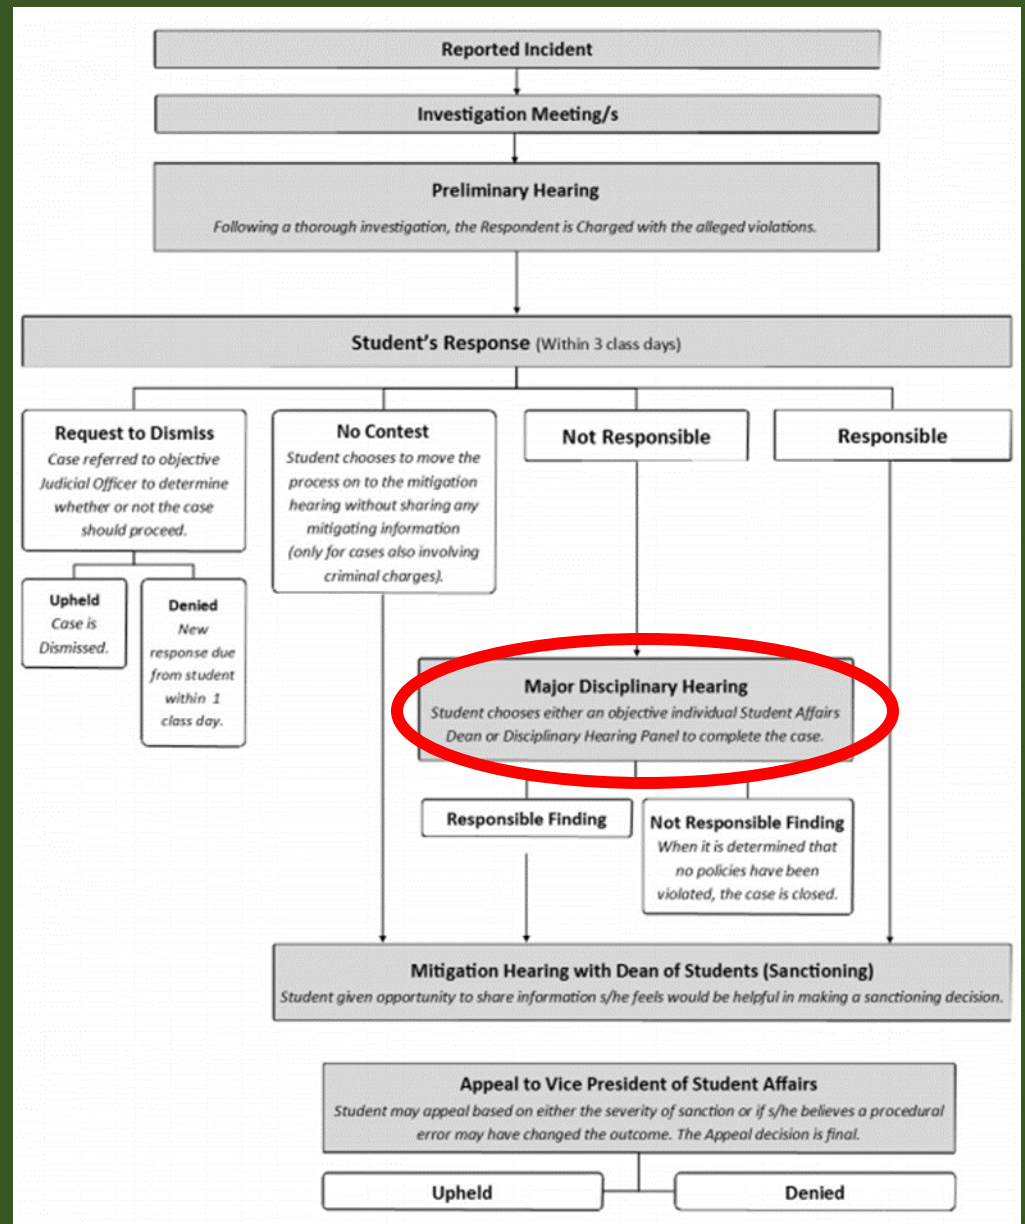 Reported Incident
Investigation Meeting/s
Preliminary Hearing
Following a thorough investigation, the Respondent is Charged with the alleged violations.
Student's Response (Within 3 class days)
Request to Dismiss
Case referred to objective
Judicial Officer to determine
whether or not the case
should proceed.
Upheld
Case is
Dismissed.
Denied
New
response due
from student
within 1
class day.
No Contest
Student chooses to move the
process on to the mitigation
hearing without sharing any
mitigating information
(only for cases also involving
criminal charges).
Not Responsible
Responsible
Major Disciplinary Hearing
Student chooses either an objective individual Student Affairs
Dean or Disciplinary Hearing Panel to complete the case.
Responsible Finding
Not Responsible Finding
When it is determined that
no policies have been
violated, the case is closed.
Mitigation Hearing with Dean of Students (Sanctioning)
Student given opportunity to share information s/he feels would be helpful in making a sanctioning decision.
Appeal to Vice President of Student Affairs
Student may appeal based on either the severity of sanction or if s/he believes a procedural
error may have changed the outcome. The Appeal decision is final.
Upheld
Denied